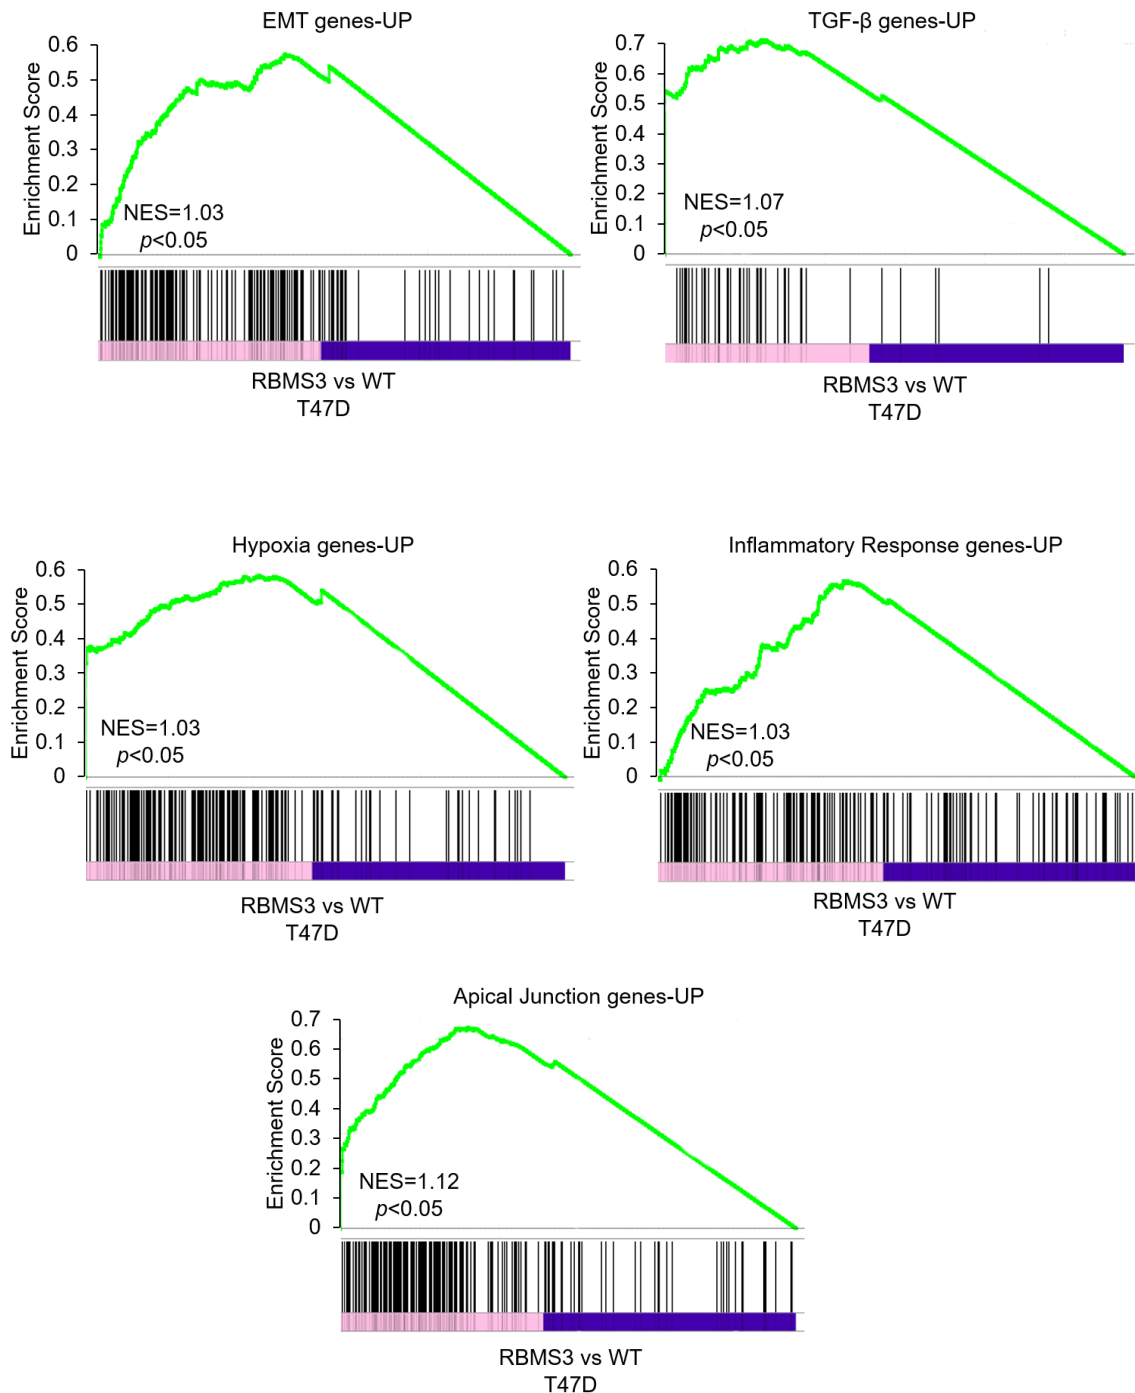 EMT genes-UP
Enrichment Score
0.6
0.5
0.4
0.3
0.2
0.1
0
NES=1.03
p<0.05
RBMS3 vs WT
T47D
TGF-β genes-UP
Enrichment Score
0.7
0.6
0.5
0.4
0.3
0.2
0.1
0
NES=1.07
p<0.05
RBMS3 vs WT
T47D
Hypoxia genes-UP
Enrichment Score
0.6
0.5
0.4
0.3
0.2
0.1
0
NES=1.03
p<0.05
RBMS3 vs WT
T47D
Inflammatory Response genes-UP
Enrichment Score
0.6
0.5
0.4
0.3
0.2
0.1
0
NES=1.03
p<0.05
RBMS3 vs WT
T47D
Apical Junction genes-UP
Enrichment Score
0.7
0.6
0.5
0.4
0.3
0.2
0.1
0
NES=1.12
p<0.05
RBMS3 vs WT
T47D